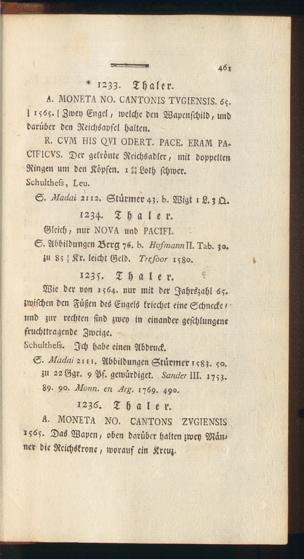 461
* 1233. Thaler.
A. MONETA NO. CANTONIS TVGIENSIS. 65.
| 1565. | Zwey Engel, welche den Wapenschild, und
darüber den Reichsapfel halten.
R. CVM HIS QVI ODERT. PACE. ERAM PA-
CIFICVS. Der gekrönte Reichsadler, mit doppelten
Ringen um den Köpfen. 1 Loth schwer.
Schulthess, Leu.
S. Madai 2112. Stürmer 43. b. Wigt 1 L. 3 Q.
1234. Thaler.
Gleich, nur NOVA und PACIFI.
S. Abbildungen Berg 76. b. Hofmann II. Tab. 30.
zu 85 Kr. leicht Geld. Tresoor 1580.
1235. Thaler.
Wie der von 1564. nur mit der Jahrszahl 65.
zwischen den Füßen des Engels kriechet eine Schnecke,
und zur rechten sind zwey in einander geschlungene
fruchttragende Zweige.
Schulthess. Ich habe einen Abdruck.
S. Madai 2111. Abbildungen Stürmer 1583. 50.
zu 22 Ggr. 9 Pf. gewürdiget. Sander III. 1753.
89. 90. Monn. en Arg. 1769. 490.
1236. Thaler.
A. MONETA NO. CANTONS ZVGIENSIS
1565. Das Wapen, oben darüber halten zwey Män-
ner die Reichskrone, worauf ein Kreuz.